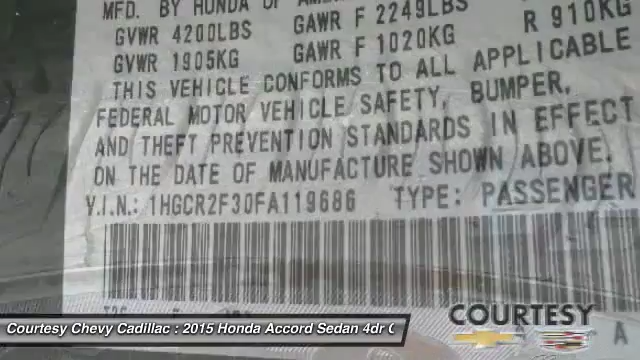 MFD. BY HONDA OF
GVWR 4200LBS GAWR F 2249LBS
GVWR 1905KG GAWR F 1020KG R 910KG
THIS VEHICLE CONFORMS TO ALL APPLICABLE
FEDERAL MOTOR VEHICLE SAFETY, BUMPER,
AND THEFT PREVENTION STANDARDS IN EFFECT
ON THE DATE OF MANUFACTURE SHOWN ABOVE.
V.I.N.: 1HGCR2F30FA119686 TYPE: PASSENGER
A
COURTESY
Courtesy Chevy Cadillac : 2015 Honda Accord Sedan 4dr